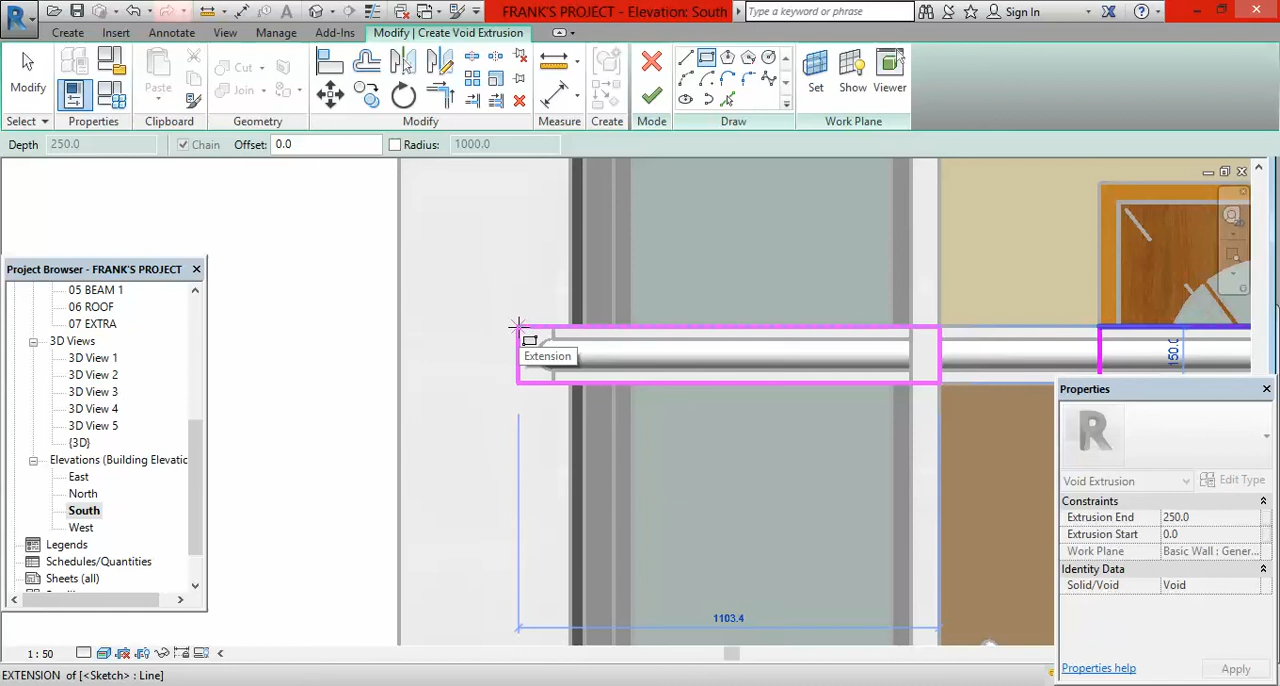 FRANK'S PROJECT - Elevation: South
Type a keyword or phrase
Sign In
Create
Insert
Annotate
View
Manage
Add-Ins
Modify | Create Void Extrusion
Modify
Paste
Cut
Join
Set
Show
Viewer
Select
Properties
Clipboard
Geometry
Modify
Measure
Create
Mode
Draw
Work Plane
Depth
250.0
Chain
Offset:
0.0
Radius:
1000.0
Project Browser - FRANK'S PROJECT
05 BEAM 1
06 ROOF
07 EXTRA
3D Views
3D View 1
3D View 2
3D View 3
3D View 4
3D View 5
{3D}
Elevations (Building Elevatic
East
North
South
West
Legends
Schedules/Quantities
Sheets (all)
Extension
150.0
1103.4
Properties
R
Void Extrusion
Edit Type
Constraints
Extrusion End
250.0
Extrusion Start
0.0
Work Plane
Basic Wall : Gener...
Identity Data
Solid/Void
Void
Properties help
Apply
1 : 50
EXTENSION of [<Sketch> : Line]